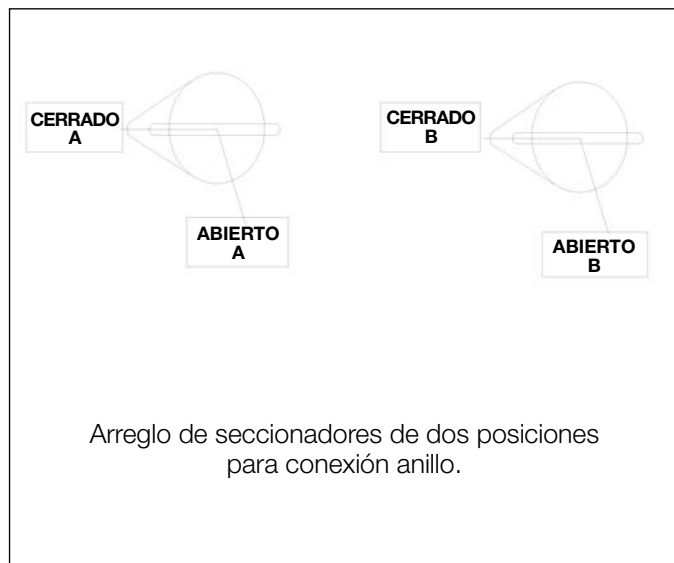 CERRADO
A
CERRADO
B
ABIERTO
A
ABIERTO
B
Arreglo de seccionadores de dos posiciones
para conexión anillo.